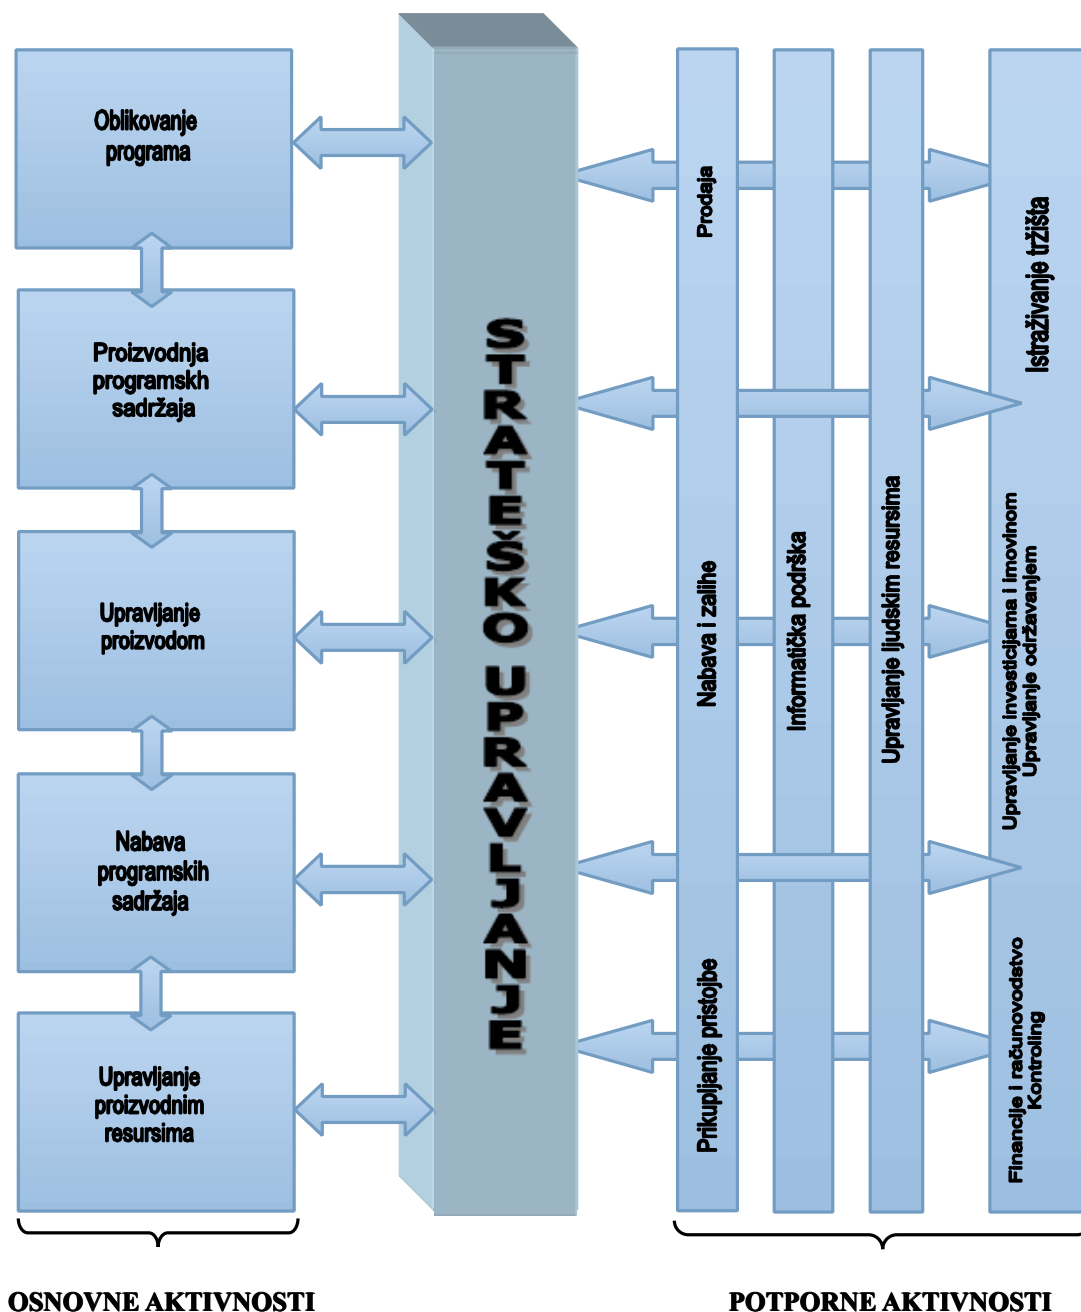 Oblikovanje
programa
Proizvodnja
programskh
sadržaja
Upravljanje
proizvodom
Nabava
programskih
sadržaja
Upravljanje
proizvodnim
resursima
STRATEŠKO UPRAVLJANJE
Prodaja
Nabava i zalihe
Prikupljanje pristojbe
Informatička podrška
Upravljanje ljudskim resursima
Istraživanje tržišta
Upravljanje investicijama i imovinom
Upravljanje održavanjem
Financije i računovodstvo
Kontroling
OSNOVNE AKTIVNOSTI
POTPORNE AKTIVNOSTI